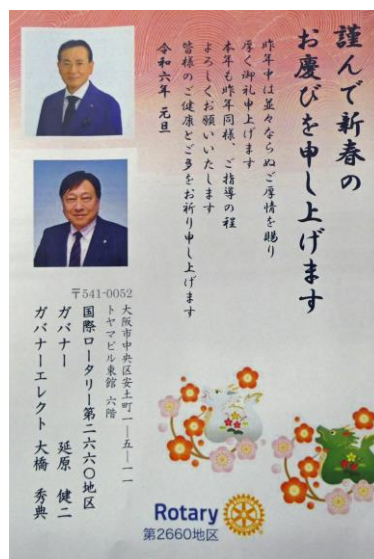 謹んで新春の
お慶びを申し上げます
昨年中は並々ならぬご厚情を賜り
厚く御礼申上げます
本年も昨年同様、ご指導の程
よろしくお願いいたします
皆様のご健康とご多をお祈り申し上げます
令和六年 元旦
〒541-0052
大阪市中央区安土町一―五―一一
トヤマビル東館 六階
国際ロータリー第二六六〇地区
ガバナー 延原 健二
ガバナーエレクト 大橋 秀典
Rotary
第2660地区